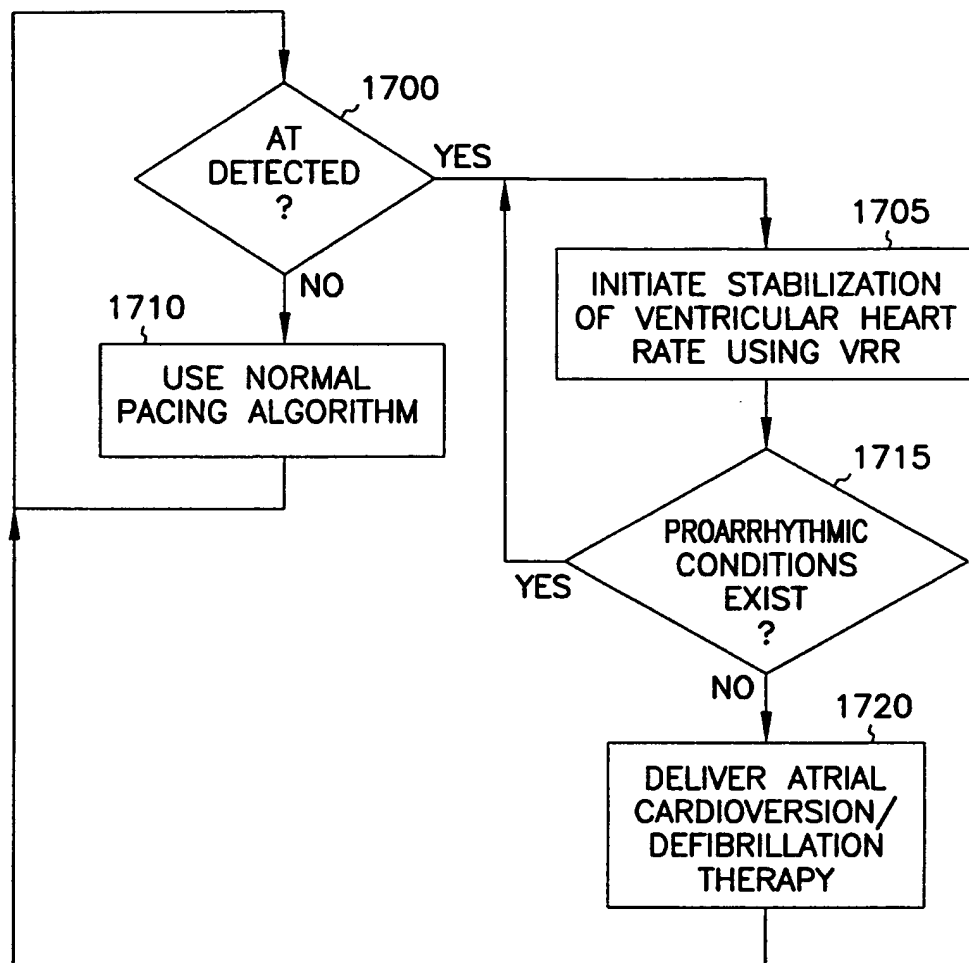 1700
AT
DETECTED
?
YES
NO
1705
INITIATE STABILIZATION
OF VENTRICULAR HEART
RATE USING VRR
1710
USE NORMAL
PACING ALGORITHM
1715
PROARRHYTHMIC
CONDITIONS
EXIST
?
YES
NO
1720
DELIVER ATRIAL
CARDIOVERSION/
DEFIBRILLATION
THERAPY